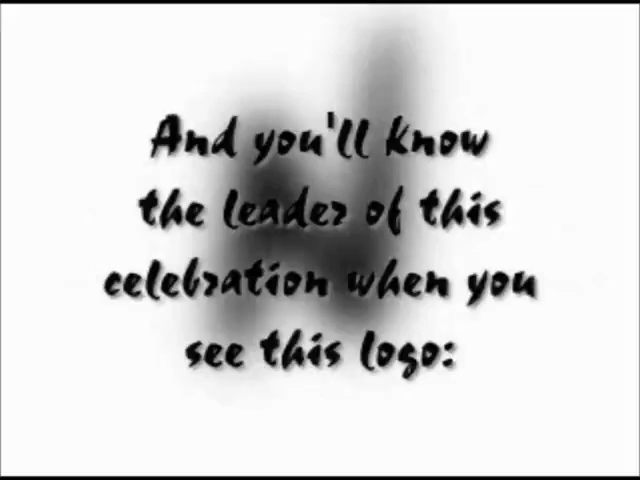 And you'll know
the leader of this
celebration when you
see this logo: